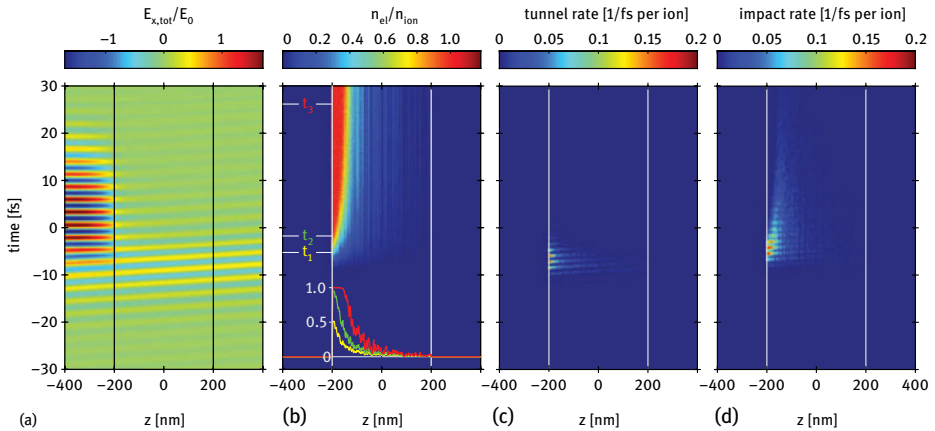 E_x,tot/E_0 n_el/n_ion tunnel rate [1/fs per ion] impact rate [1/fs per ion]
−1 0 1 0 0.2 0.4 0.6 0.8 1.0 0 0.05 0.1 0.15 0.2 0 0.05 0.1 0.15 0.2
30
20
10
0
−10
−20
−30
time [fs]
t_3
t_2
t_1
1.0
0.5
0
−400 −200 0 200 −400 −200 0 200 −400 −200 0 200 −400 −200 0 200 400
(a) z [nm] (b) z [nm] (c) z [nm] (d) z [nm]